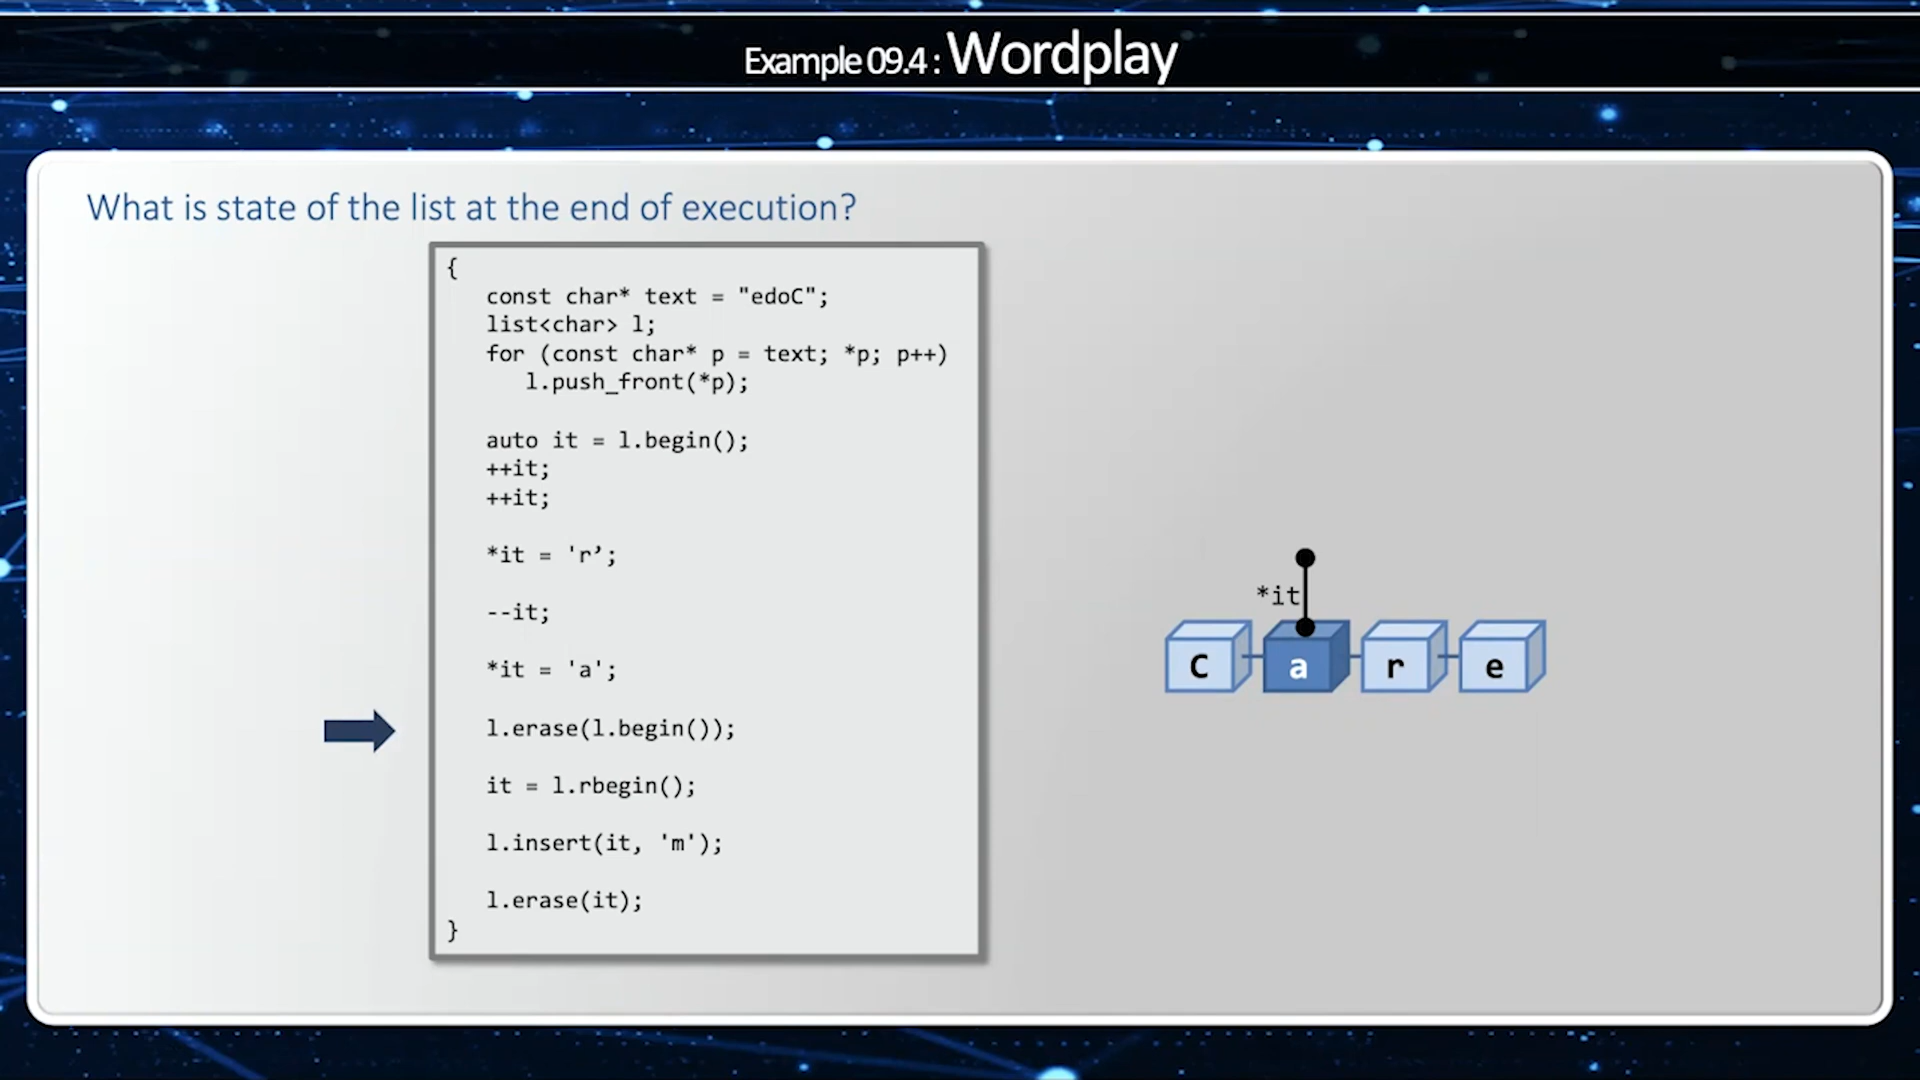 Example 09.4 : Wordplay
What is state of the list at the end of execution?
{
const char* text = "edoC";
list<char> l;
for (const char* p = text; *p; p++)
l.push_front(*p);
auto it = l.begin();
++it;
++it;
*it = 'r’;
--it;
*it = 'a';
l.erase(l.begin());
it = l.rbegin();
l.insert(it, 'm');
l.erase(it);
}
*it
C a r e